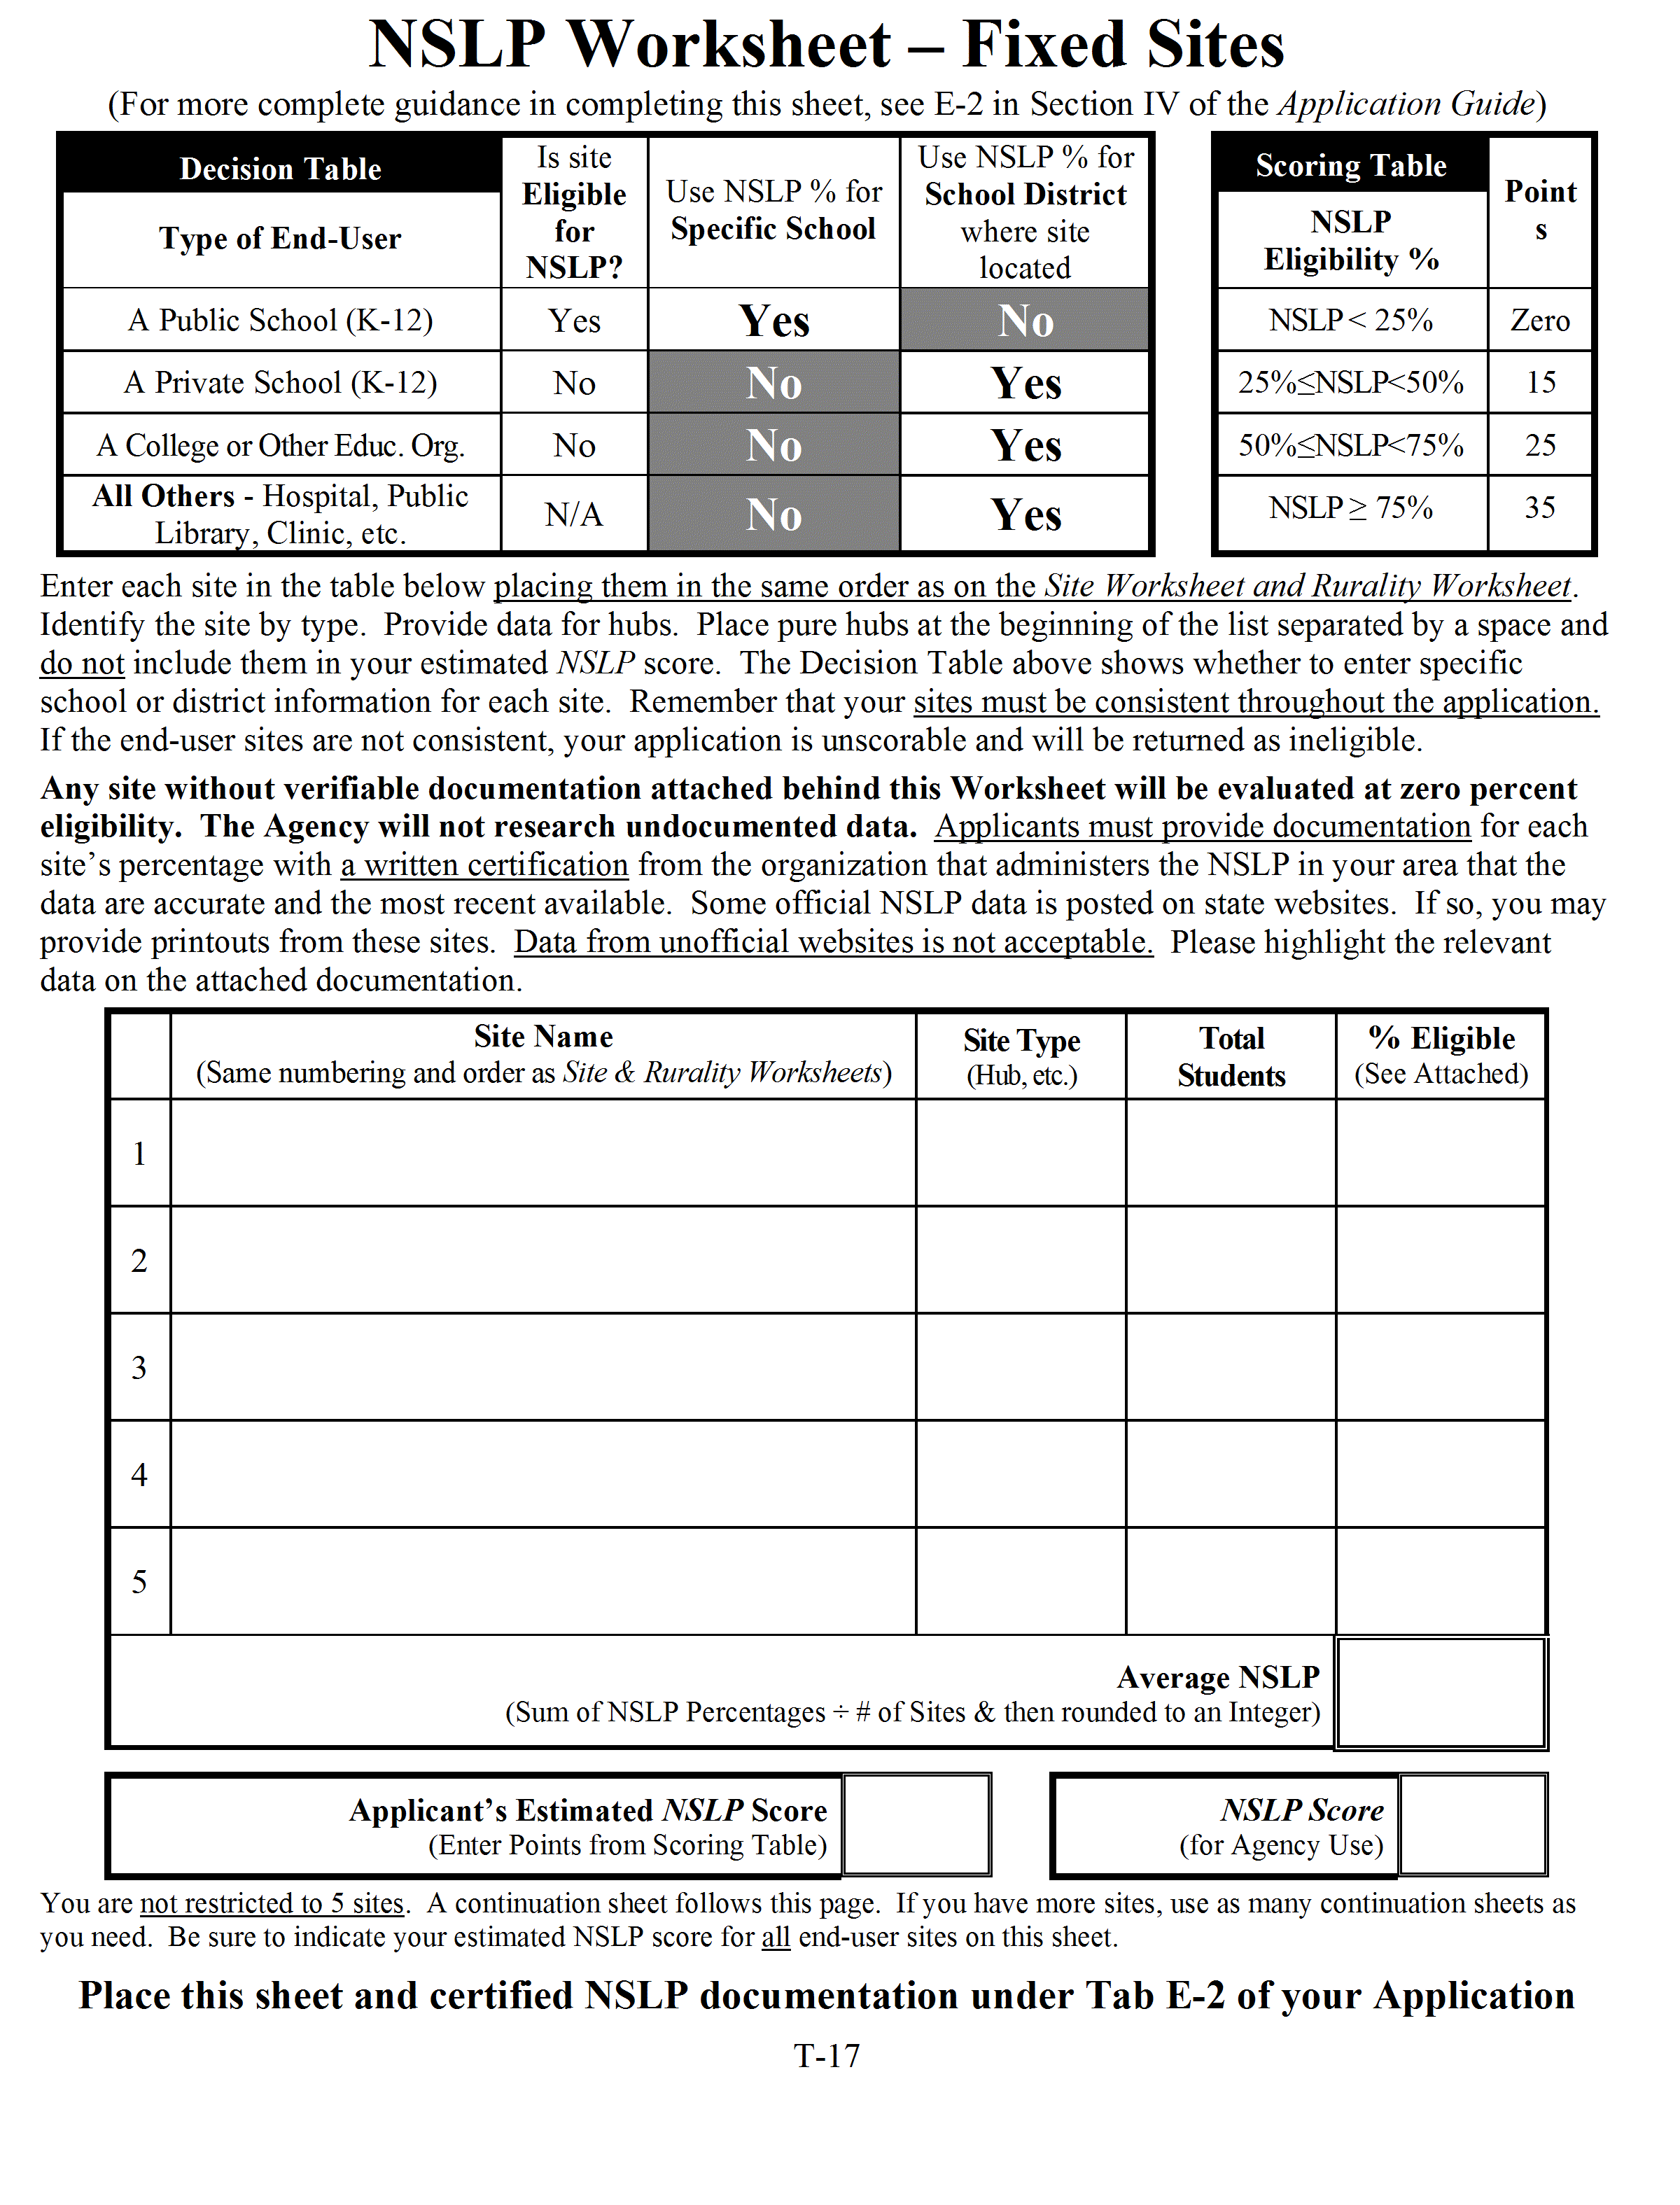 NSLP Worksheet – Fixed Sites
(For more complete guidance in completing this sheet, see E-2 in Section IV of the Application Guide)
Decision Table
Type of End-User
Is site
Eligible
for
NSLP?
Use NSLP % for
Specific School
Use NSLP % for
School District
where site
located
A Public School (K-12)
Yes
Yes
No
A Private School (K-12)
No
No
Yes
A College or Other Educ. Org.
No
No
Yes
All Others - Hospital, Public
Library, Clinic, etc.
N/A
No
Yes
Scoring Table
NSLP
Eligibility %
Point
s
NSLP < 25%
Zero
25%≤NSLP<50%
15
50%≤NSLP<75%
25
NSLP ≥ 75%
35
Enter each site in the table below placing them in the same order as on the Site Worksheet and Rurality Worksheet.
Identify the site by type. Provide data for hubs. Place pure hubs at the beginning of the list separated by a space and
do not include them in your estimated NSLP score. The Decision Table above shows whether to enter specific
school or district information for each site. Remember that your sites must be consistent throughout the application.
If the end-user sites are not consistent, your application is unscorable and will be returned as ineligible.
Any site without verifiable documentation attached behind this Worksheet will be evaluated at zero percent
eligibility. The Agency will not research undocumented data. Applicants must provide documentation for each
site’s percentage with a written certification from the organization that administers the NSLP in your area that the
data are accurate and the most recent available. Some official NSLP data is posted on state websites. If so, you may
provide printouts from these sites. Data from unofficial websites is not acceptable. Please highlight the relevant
data on the attached documentation.
Site Name
(Same numbering and order as Site & Rurality Worksheets)
Site Type
(Hub, etc.)
Total
Students
% Eligible
(See Attached)
1
2
3
4
5
Average NSLP
(Sum of NSLP Percentages ÷ # of Sites & then rounded to an Integer)
Applicant’s Estimated NSLP Score
(Enter Points from Scoring Table)
NSLP Score
(for Agency Use)
You are not restricted to 5 sites. A continuation sheet follows this page. If you have more sites, use as many continuation sheets as
you need. Be sure to indicate your estimated NSLP score for all end-user sites on this sheet.
Place this sheet and certified NSLP documentation under Tab E-2 of your Application
T-17